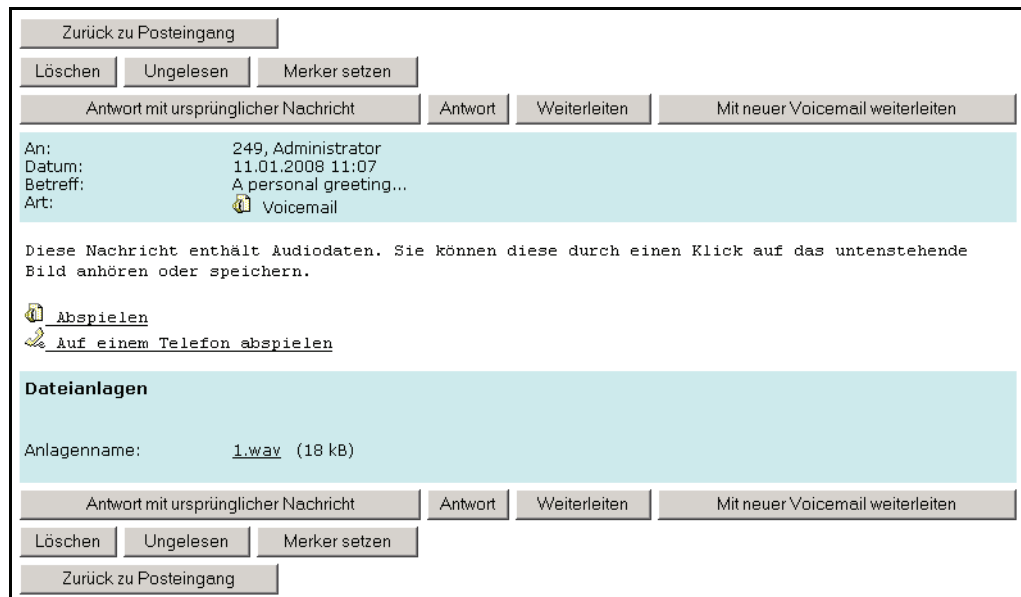 Zurück zu Posteingang
Löschen Ungelesen Merker setzen
Antwort mit ursprünglicher Nachricht Antwort Weiterleiten Mit neuer Voicemail weiterleiten
An: 249, Administrator
Datum: 11.01.2008 11:07
Betreff: A personal greeting...
Art: Voicemail
Diese Nachricht enthält Audiodaten. Sie können diese durch einen Klick auf das untenstehende
Bild anhören oder speichern.
Abspielen
Auf einem Telefon abspielen
Dateianlagen
Anlagenname: 1.wav (18 kB)
Antwort mit ursprünglicher Nachricht Antwort Weiterleiten Mit neuer Voicemail weiterleiten
Löschen Ungelesen Merker setzen
Zurück zu Posteingang